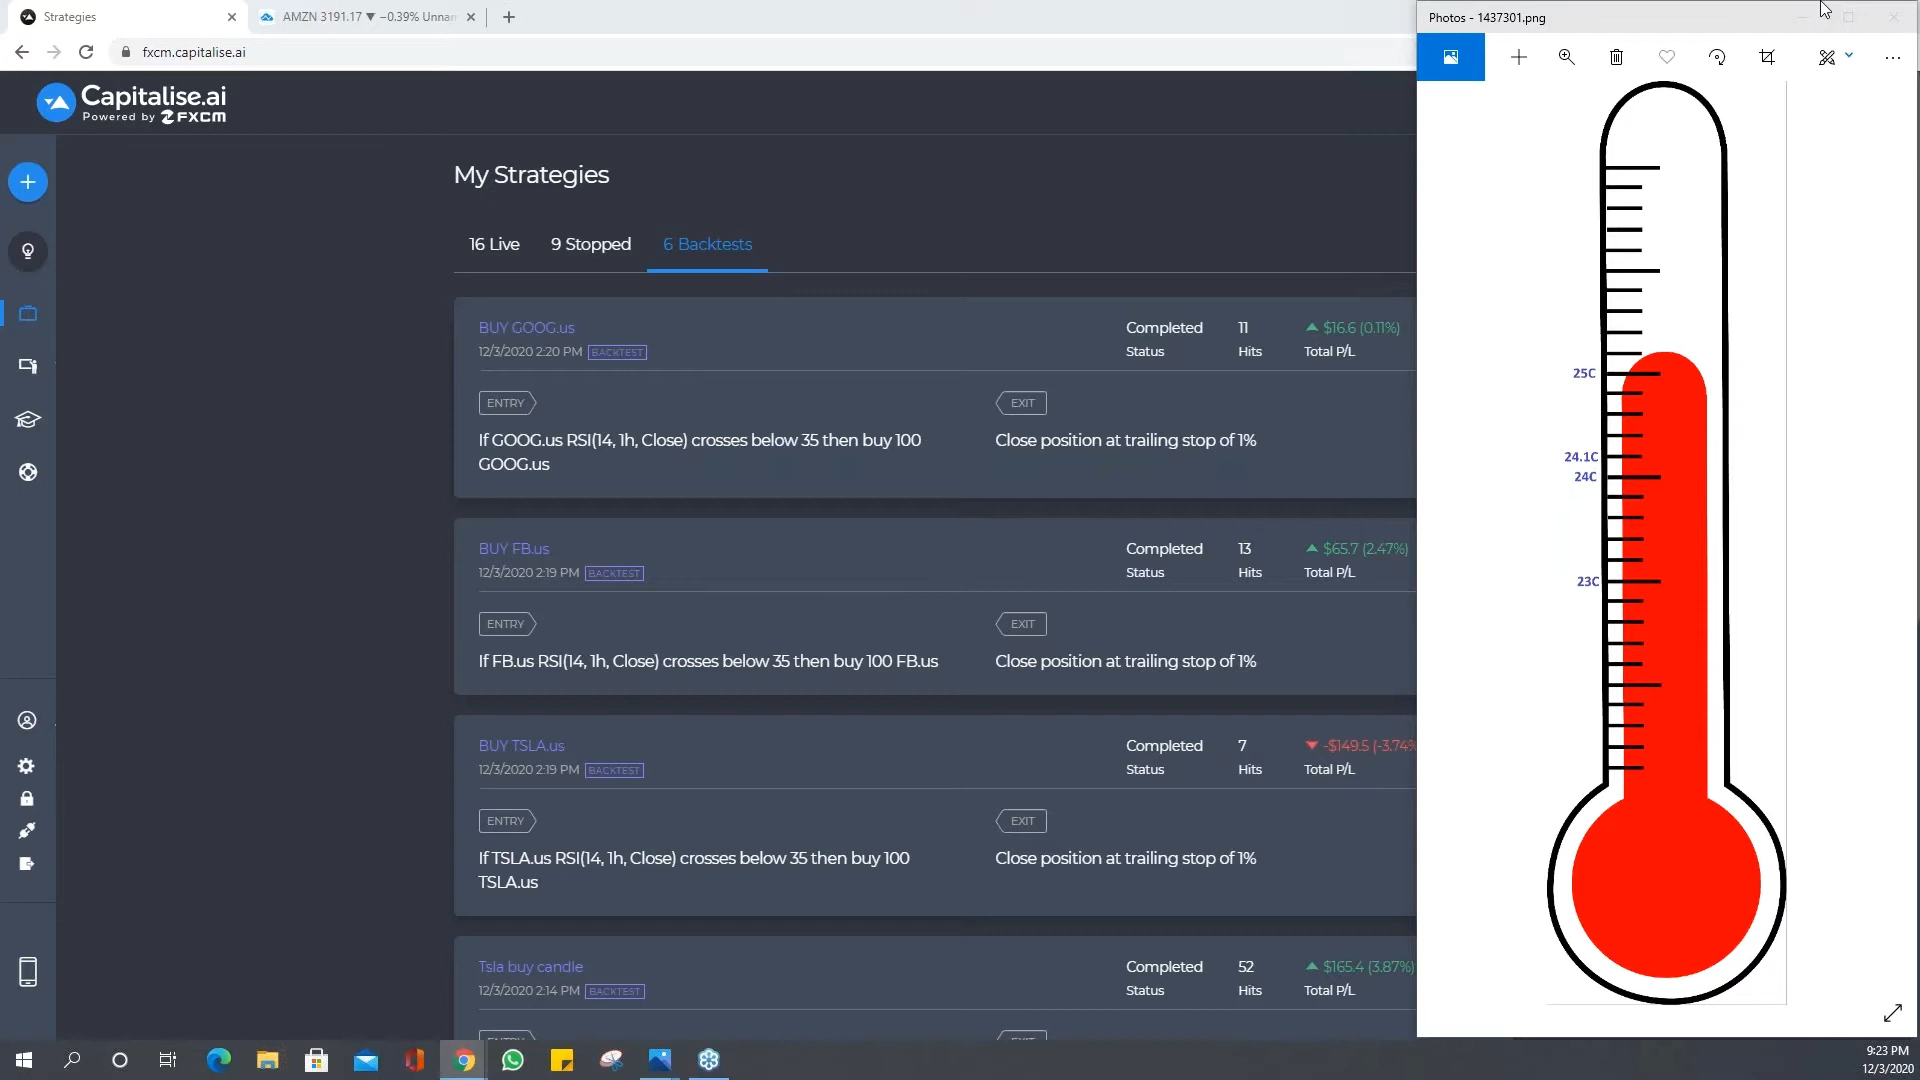 Strategies
AMZN 3191.17 ▼ −0.39% Unnam
fxcm.capitalise.ai
Capitalise.ai
Powered by FXCM
My Strategies
16 Live
9 Stopped
6 Backtests
BUY GOOG.us
Completed 11 $16.6 (0.11%)
12/3/2020 2:20 PM BACKTEST
Status Hits Total P/L
ENTRY
EXIT
If GOOG.us RSI(14, 1h, Close) crosses below 35 then buy 100
GOOG.us
Close position at trailing stop of 1%
BUY FB.us
Completed 13 $65.7 (2.47%)
12/3/2020 2:19 PM BACKTEST
Status Hits Total P/L
ENTRY
EXIT
If FB.us RSI(14, 1h, Close) crosses below 35 then buy 100 FB.us
Close position at trailing stop of 1%
BUY TSLA.us
Completed 7 -$149.5 (-3.74%
12/3/2020 2:19 PM BACKTEST
Status Hits Total P/L
ENTRY
EXIT
If TSLA.us RSI(14, 1h, Close) crosses below 35 then buy 100
TSLA.us
Close position at trailing stop of 1%
Tsla buy candle
Completed 52 $165.4 (3.87%)
12/3/2020 2:14 PM BACKTEST
Status Hits Total P/L
ENTRY
EXIT
Photos - 1437301.png
25C
24.1C
24C
23C
9:23 PM
12/3/2020